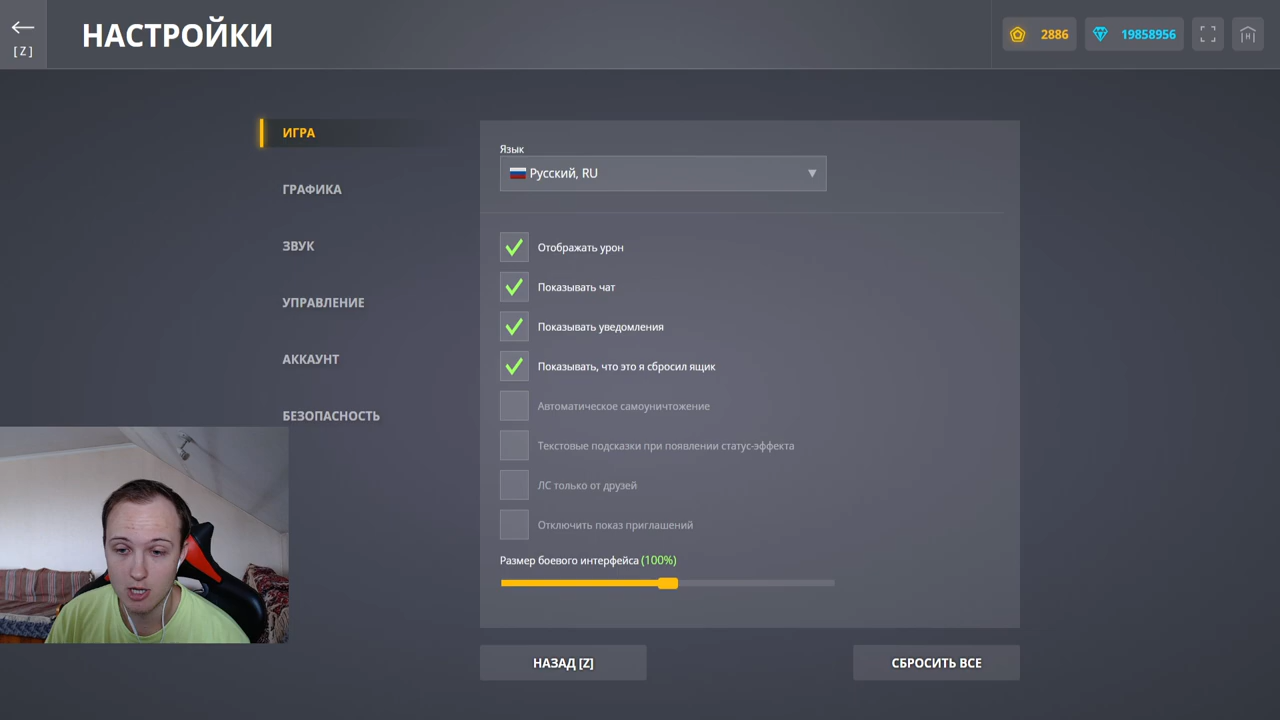 [Z]
НАСТРОЙКИ
2886
19858956
ИГРА
ГРАФИКА
ЗВУК
УПРАВЛЕНИЕ
АККАУНТ
БЕЗОПАСНОСТЬ
Язык
Русский, RU
Отображать урон
Показывать чат
Показывать уведомления
Показывать, что это я сбросил ящик
Автоматическое самоуничтожение
Текстовые подсказки при появлении статус-эффекта
ЛС только от друзей
Отключить показ приглашений
Размер боевого интерфейса (100%)
НАЗАД [Z]
СБРОСИТЬ ВСЕ